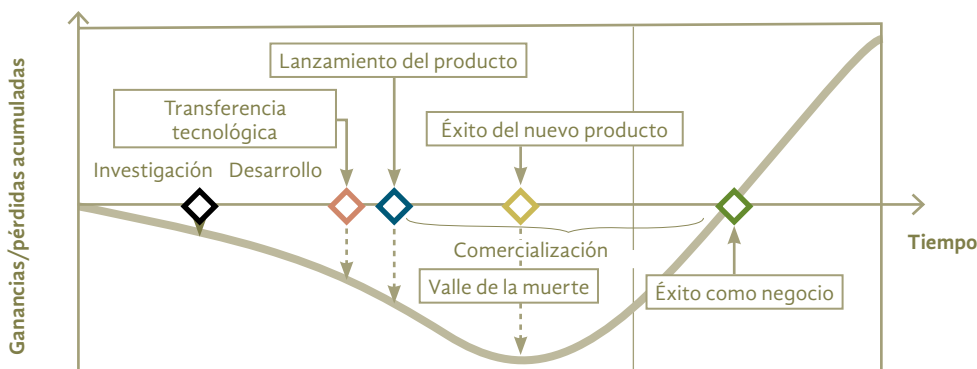 Ganancias/pérdidas acumuladas
Lanzamiento del producto
Transferencia
tecnológica
Éxito del nuevo producto
Investigación
Desarrollo
Comercialización
Tiempo
Valle de la muerte
Éxito como negocio